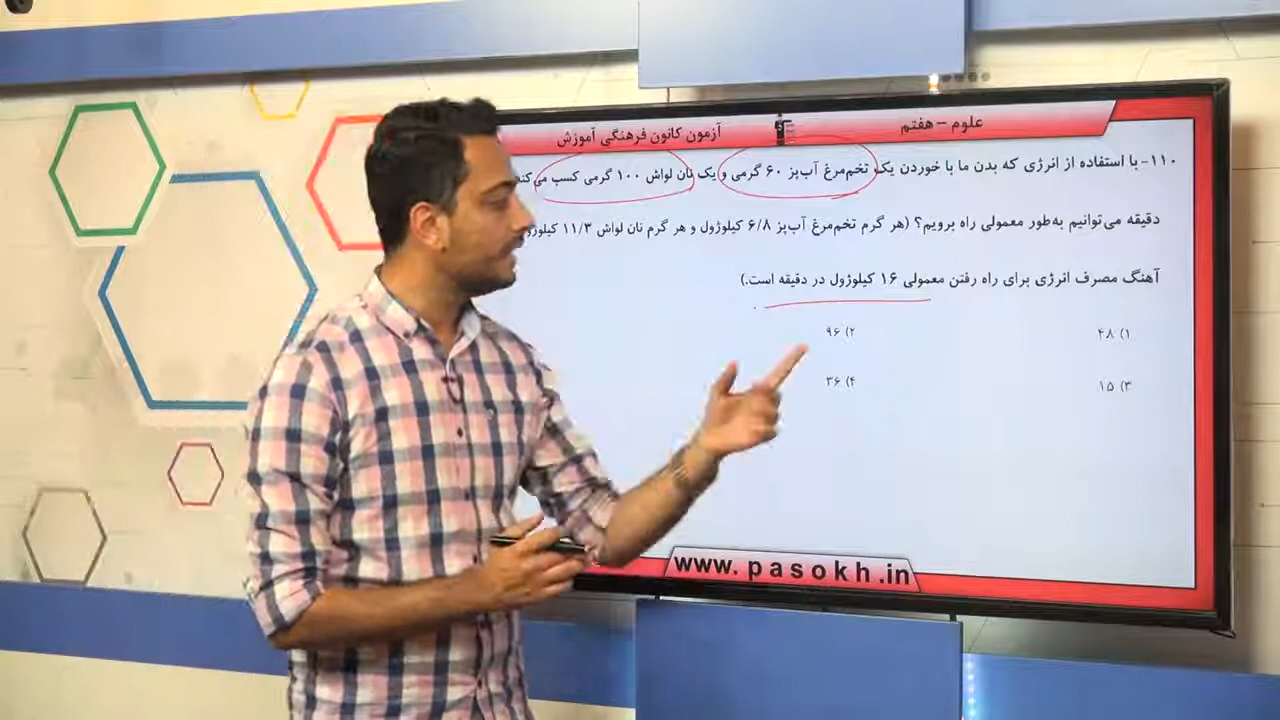 علوم - هفتم
آزمون کانون فرهنگی آموزش
۱۱۰- با استفاده از انرژی که بدن ما با خوردن یک تخم‌مرغ آب‌پز ۶۰ گرمی و یک نان لواش ۱۰۰ گرمی کسب می‌کند
دقیقه می‌توانیم به‌طور معمولی راه برویم؟ (هر گرم تخم‌مرغ آب‌پز ۶/۸ کیلوژول و هر گرم نان لواش ۱۱/۳
آهنگ مصرف انرژی برای راه رفتن معمولی ۱۶ کیلوژول در دقیقه است.)
۱) ۴۸
۲) ۹۶
۳) ۱۵
۴) ۳۶
www.pasokh.in